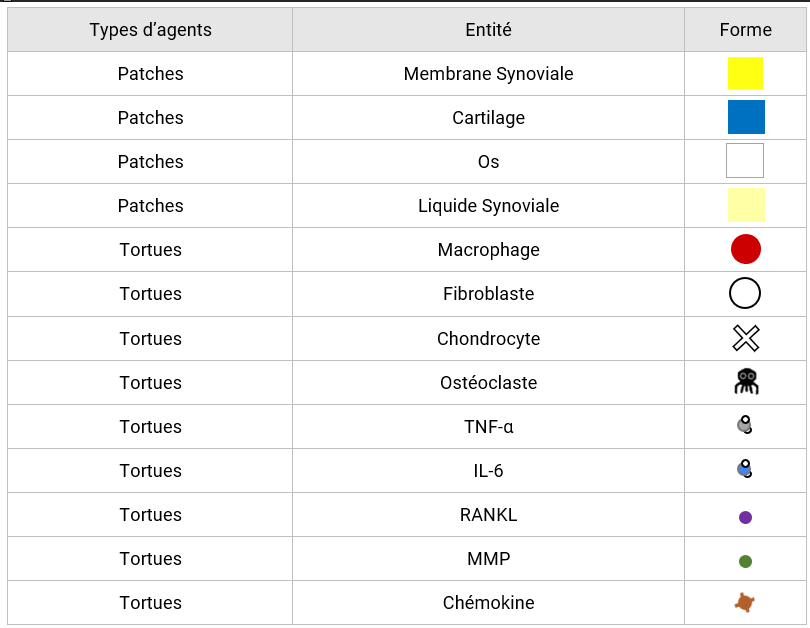 Types d’agents Entité Forme
Patches Membrane Synoviale
Patches Cartilage
Patches Os
Patches Liquide Synoviale
Tortues Macrophage
Tortues Fibroblaste
Tortues Chondrocyte
Tortues Ostéoclaste
Tortues TNF-α
Tortues IL-6
Tortues RANKL
Tortues MMP
Tortues Chémokine